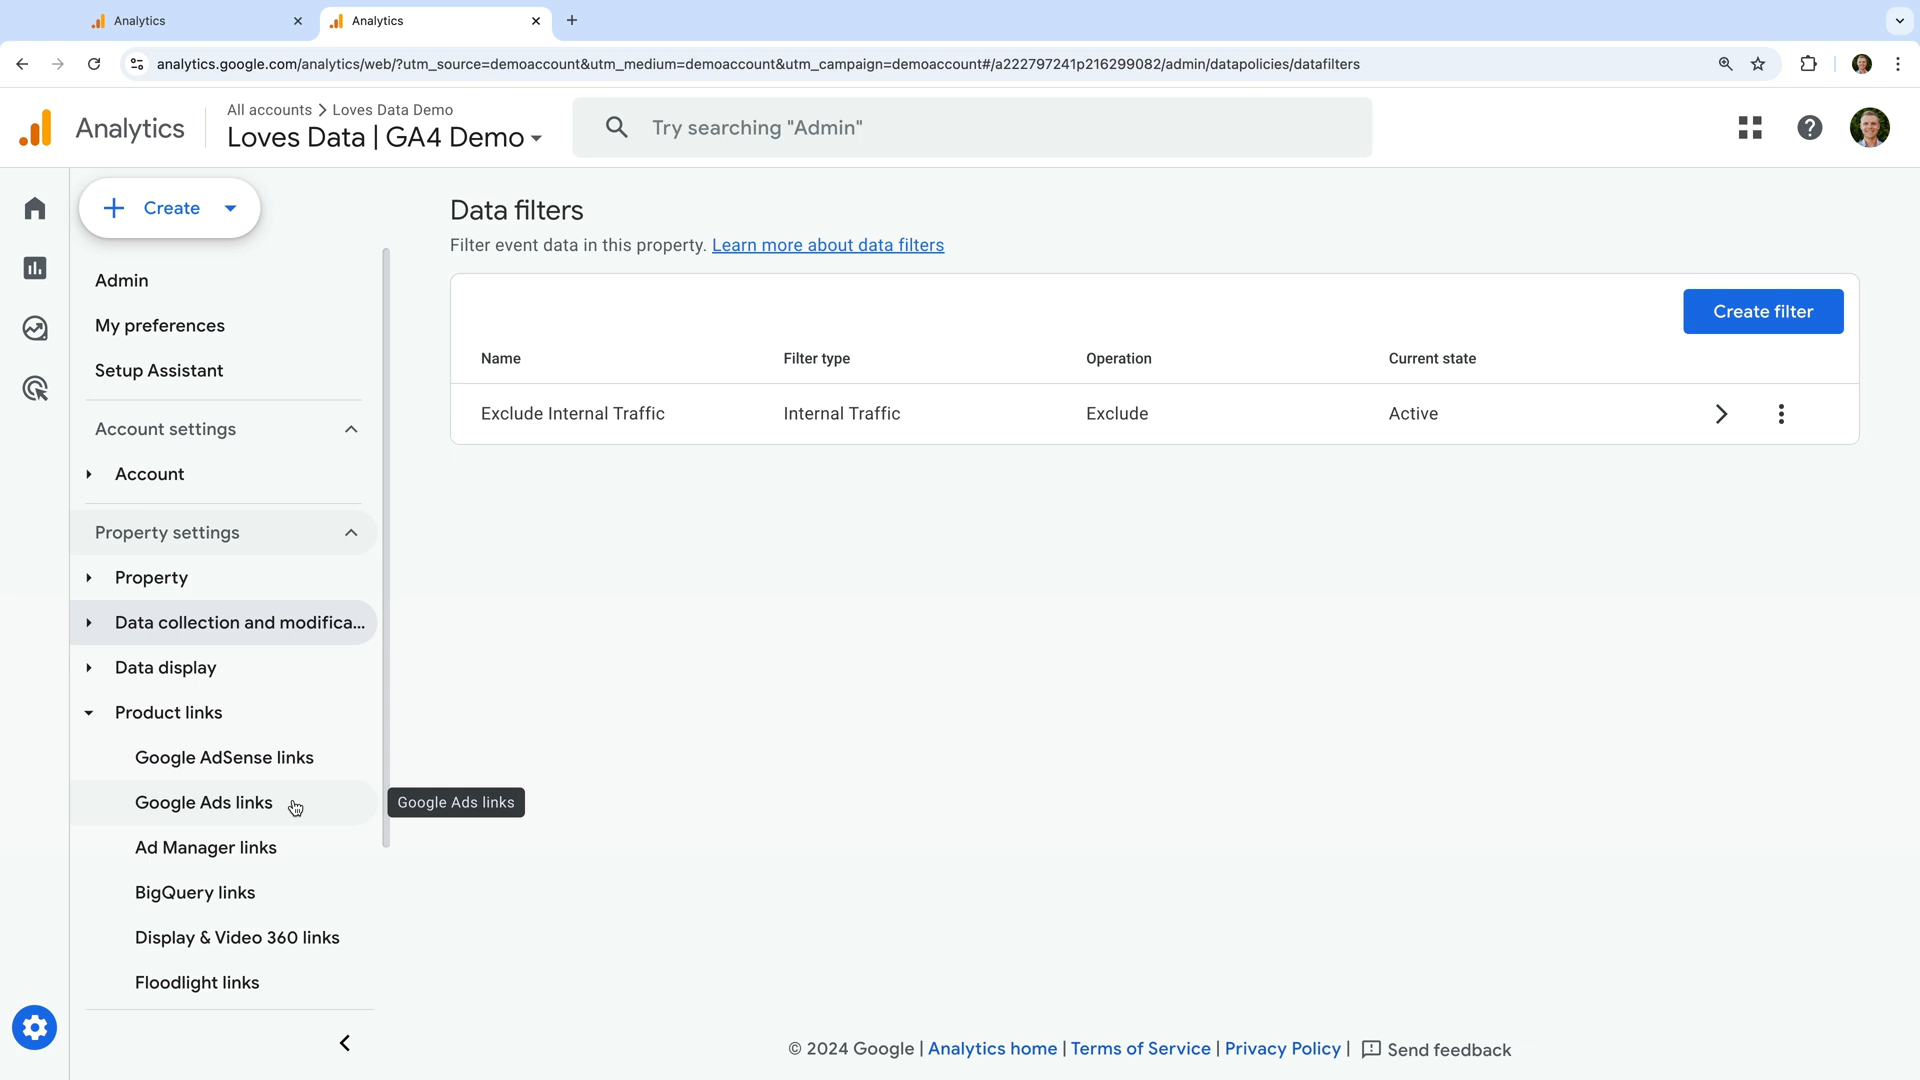 Analytics
Analytics
analytics.google.com/analytics/web/?utm_source=demoaccount&utm_medium=demoaccount&utm_campaign=demoaccount#/a222797241p216299082/admin/datapolicies/datafilters
Analytics
All accounts > Loves Data Demo
Loves Data | GA4 Demo
Try searching "Admin"
Create
Admin
My preferences
Setup Assistant
Account settings
Account
Property settings
Property
Data collection and modifica...
Data display
Product links
Google AdSense links
Google Ads links
Ad Manager links
BigQuery links
Display & Video 360 links
Floodlight links
Google Ads links
Data filters
Filter event data in this property. Learn more about data filters
Create filter
Name Filter type Operation Current state
Exclude Internal Traffic Internal Traffic Exclude Active
© 2024 Google | Analytics home | Terms of Service | Privacy Policy | Send feedback